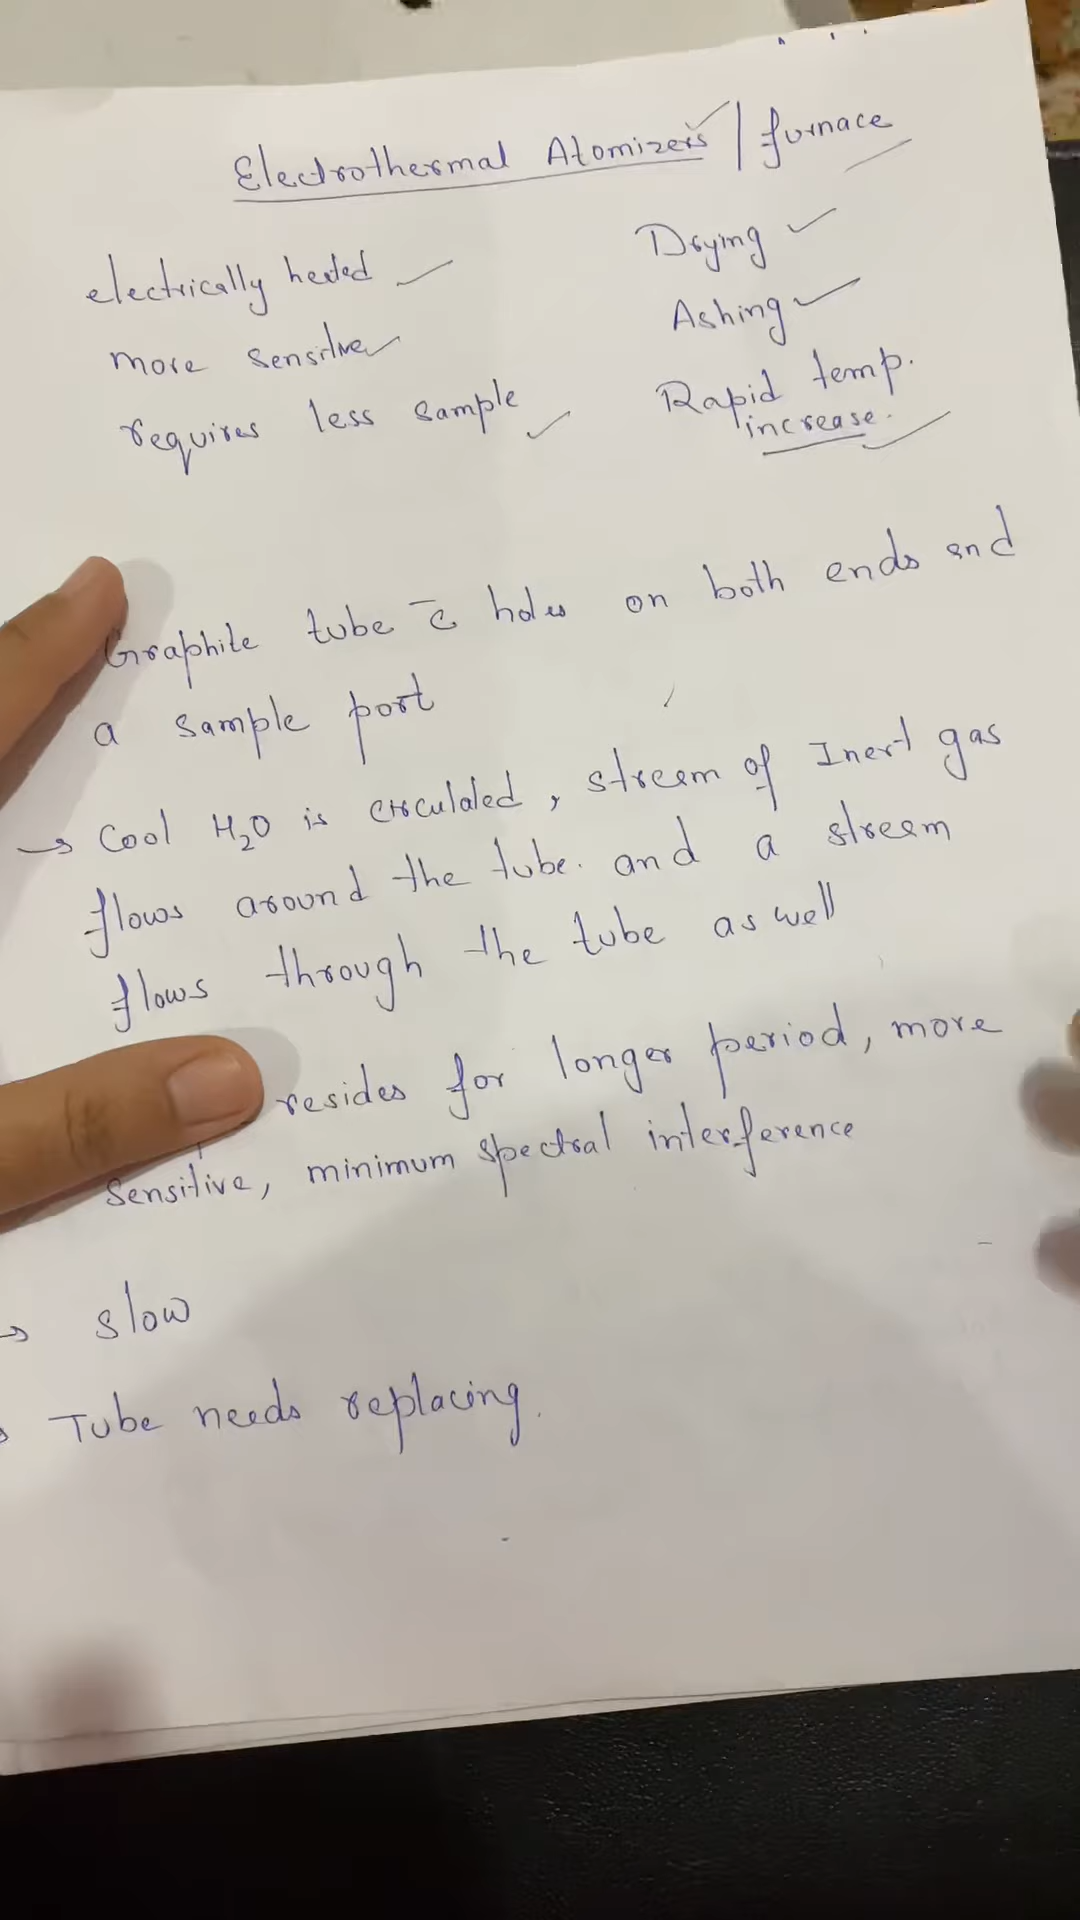 Electrothermal Atomizers / furnace
electrically heated
more sensitive
requires less sample
Drying
Ashing
Rapid temp.
increase.
Graphite tube c̄ holes on both ends and
a sample port
→ Cool H₂O is circulated, stream of Inert gas
flows around the tube. and a stream
flows through the tube as well
resides for longer period, more
sensitive, minimum spectral interference
→ slow
Tube needs replacing.